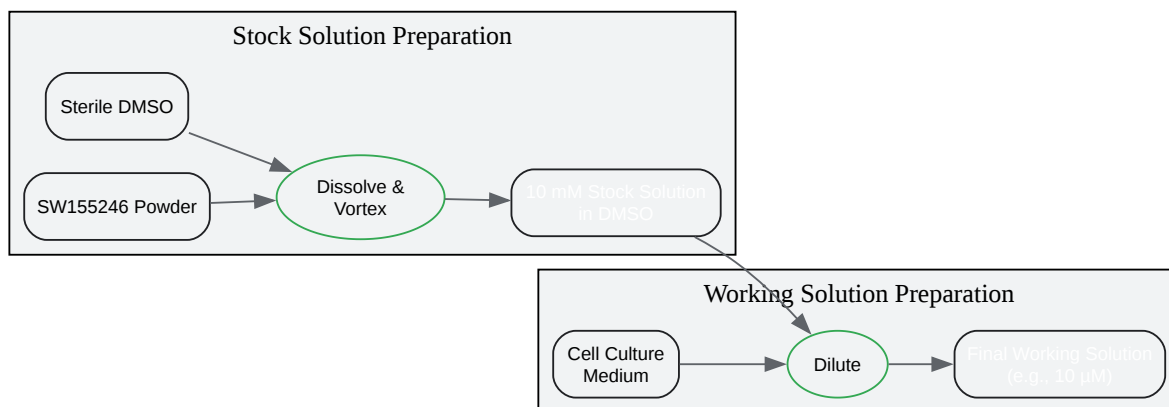 Stock Solution Preparation
Sterile DMSO
SW155246 Powder
Dissolve &
Vortex
10 mM Stock Solution
in DMSO
Working Solution Preparation
Cell Culture
Medium
Dilute
Final Working Solution
(e.g., 10 µM)